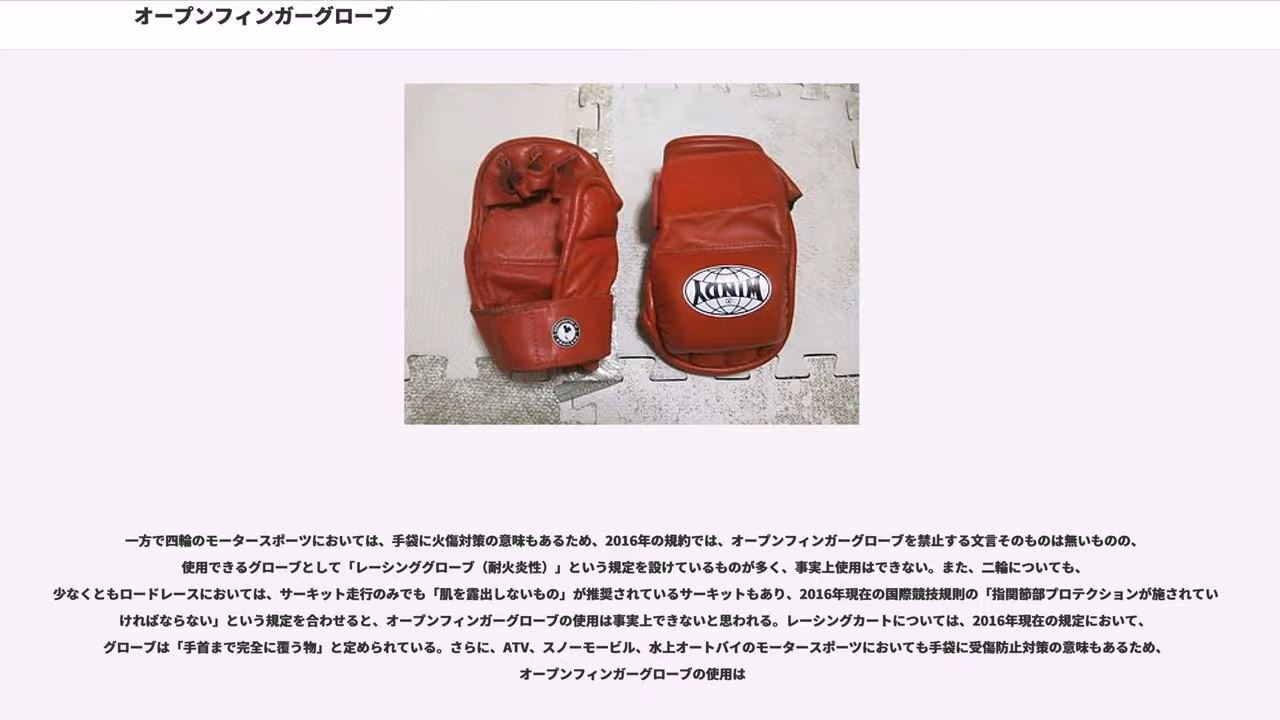 オープンフィンガーグローブ
WINDY
一方で四輪のモータースポーツにおいては、手袋に火傷対策の意味もあるため、2016年の規約では、オープンフィンガーグローブを禁止する文言そのものは無いものの、
使用できるグローブとして「レーシンググローブ（耐火炎性）」という規定を設けているものが多く、事実上使用はできない。また、二輪についても、
少なくともロードレースにおいては、サーキット走行のみでも「肌を露出しないもの」が推奨されているサーキットもあり、2016年現在の国際競技規則の「指関節部プロテクションが施されてい
ければならない」という規定を合わせると、オープンフィンガーグローブの使用は事実上できないと思われる。レーシングカートについては、2016年現在の規定において、
グローブは「手首まで完全に覆う物」と定められている。さらに、ATV、スノーモービル、水上オートバイのモータースポーツにおいても手袋に受傷防止対策の意味もあるため、
オープンフィンガーグローブの使用は